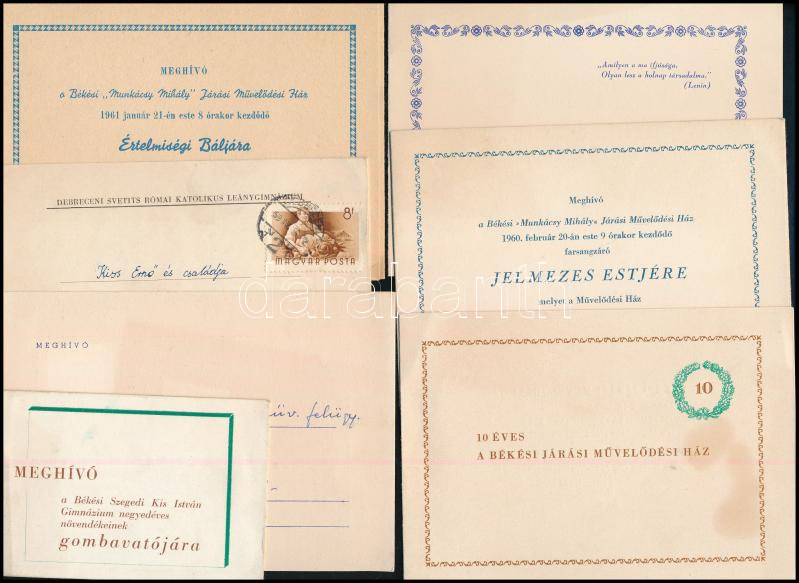 MEGHÍVÓ
a Békési „Munkácsy Mihály” Járási Művelődési Ház
1961 január 21-én este 8 órakor kezdődő
Értelmiségi Báljára
„Amilyen a ma ifjúsága,
Olyan lesz a holnap társadalma.”
(Lenin)
DEBRECENI SVETITS RÓMAI KATOLIKUS LEÁNYGIMNÁZIUM
8f
MAGYAR POSTA
Kiss Ernő és családja
Meghívó
a Békési »Munkácsy Mihály« Járási Művelődési Ház
1960. február 20-án este 9 órakor kezdődő
farsangzáró
JELMEZES ESTJÉRE
melyet a Művelődési Ház
darabanth
MEGHÍVÓ
műv. felügy.
10
10 ÉVES
A BÉKÉSI JÁRÁSI MŰVELŐDÉSI HÁZ
MEGHÍVÓ
a Békési Szegedi Kis István
Gimnázium negyedéves
növendékeinek
gombavatójára